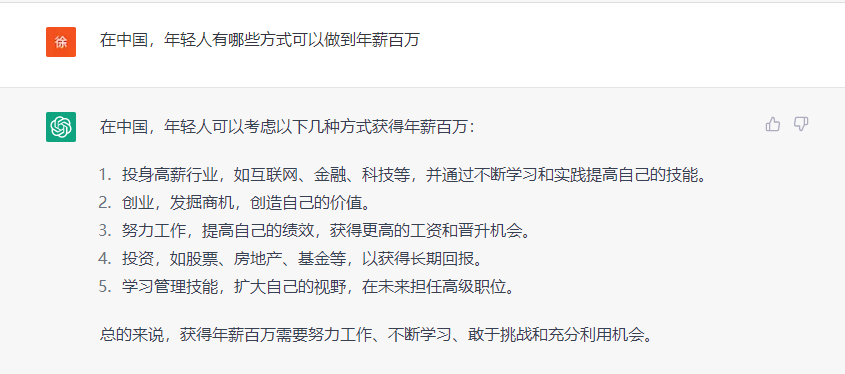 徐
在中国，年轻人有哪些方式可以做到年薪百万
在中国，年轻人可以考虑以下几种方式获得年薪百万：
1. 投身高薪行业，如互联网、金融、科技等，并通过不断学习和实践提高自己的技能。
2. 创业，发掘商机，创造自己的价值。
3. 努力工作，提高自己的绩效，获得更高的工资和晋升机会。
4. 投资，如股票、房地产、基金等，以获得长期回报。
5. 学习管理技能，扩大自己的视野，在未来担任高级职位。
总的来说，获得年薪百万需要努力工作、不断学习、敢于挑战和充分利用机会。